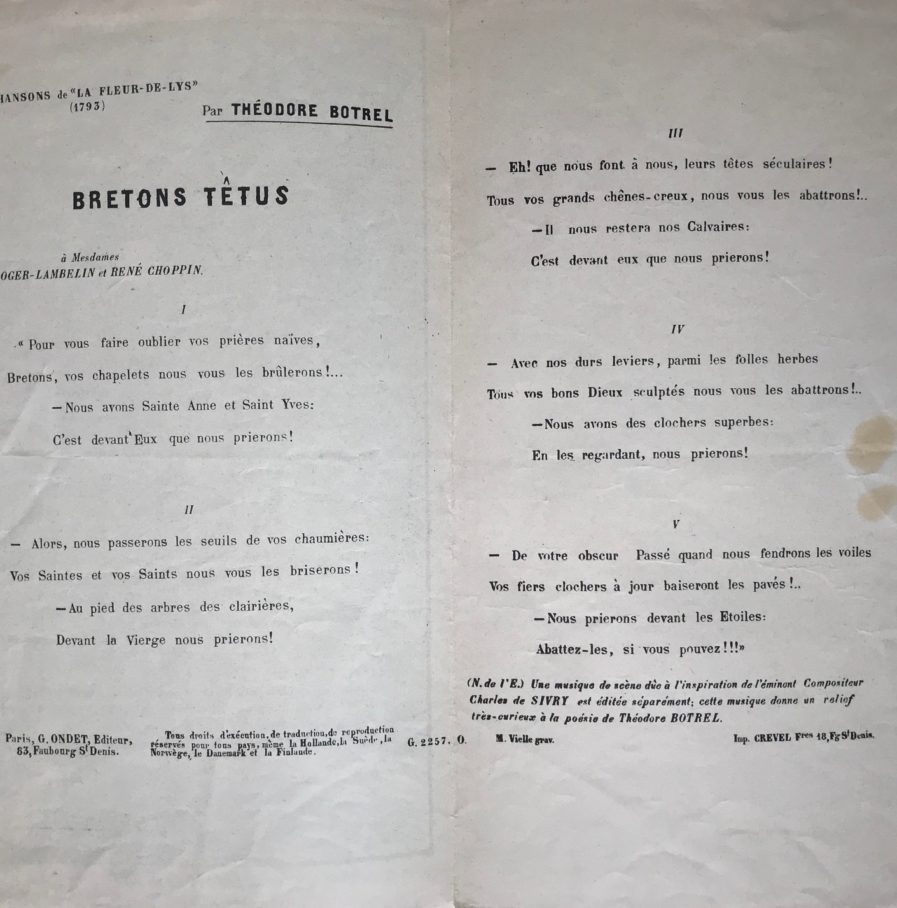 HANSONS de "LA FLEUR-DE-LYS"
(1793)
Par THÉODORE BOTREL
BRETONS TÊTUS
à Mesdames
OGER-LAMBELIN et RENÉ CHOPPIN.
I
« Pour vous faire oublier vos prières naïves,
Bretons, vos chapelets nous vous les brûlerons!...
— Nous avons Sainte Anne et Saint Yves:
C'est devant Eux que nous prierons!
II
— Alors, nous passerons les seuils de vos chaumières:
Vos Saintes et vos Saints nous vous les briserons!
— Au pied des arbres des clairières,
Devant la Vierge nous prierons!
Paris, G. ONDET, Editeur,
83, Faubourg St Denis.
Tous droits d'exécution, de traduction, de reproduction
réservés pour tous pays, même la Hollande, la Suède, la
Norwège, le Danemark et la Finlande.
G. 2257. O.
III
— Eh! que nous font à nous, leurs têtes séculaires!
Tous vos grands chênes-creux, nous vous les abattrons!..
— Il nous restera nos Calvaires:
C'est devant eux que nous prierons!
IV
— Avec nos durs leviers, parmi les folles herbes
Tous vos bons Dieux sculptés nous vous les abattrons!..
— Nous avons des clochers superbes:
En les regardant, nous prierons!
V
— De votre obscur Passé quand nous fendrons les voiles
Vos fiers clochers à jour baiseront les pavés!..
— Nous prierons devant les Etoiles:
Abattez-les, si vous pouvez!!!»
(N. de l'E.) Une musique de scène dûe à l'inspiration de l'éminent Compositeur
Charles de SIVRY est éditée séparément; cette musique donne un relief
très-curieux à la poésie de Théodore BOTREL.
M. Vielle grav.
Imp. CREVEL Fres 18, Fg St Denis.